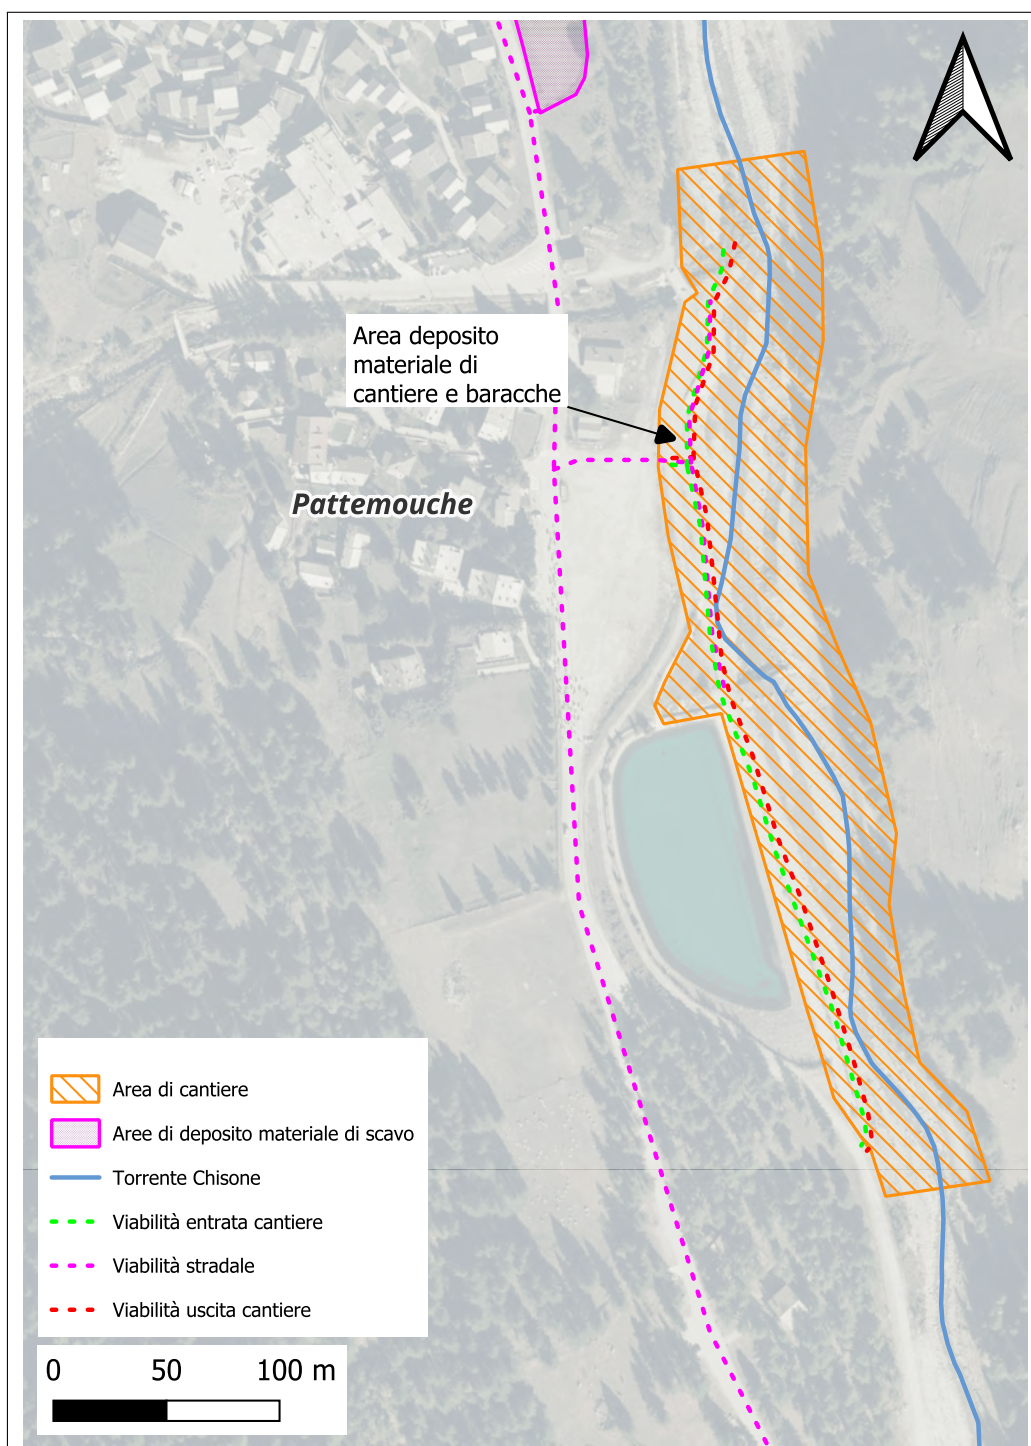 Area deposito
materiale di
cantiere e baracche
Pattemouche
Area di cantiere
Aree di deposito materiale di scavo
Torrente Chisone
Viabilità entrata cantiere
Viabilità stradale
Viabilità uscita cantiere
0 50 100 m